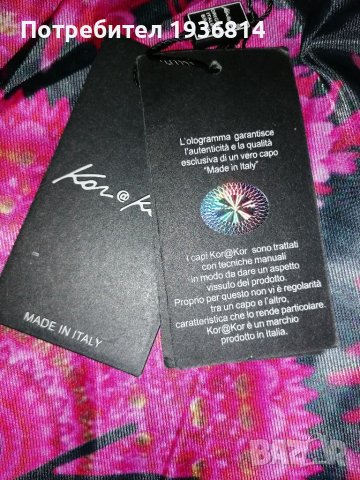 Потребител 1936814
Kor@K
MADE IN ITALY
L'ologramma garantisce
l'autenticità e la qualità
esclusiva di un vero capo
"Made in Italy"
I capi Kor@Kor sono trattati
con tecniche manuali
in modo da dare un aspetto
vissuto del prodotto.
Proprio per questo non vi è regolarità
tra un capo e l'altro,
caratteristica che lo rende particolare.
Kor@Kor è un marchio
prodotto in Italia.
BAZAR